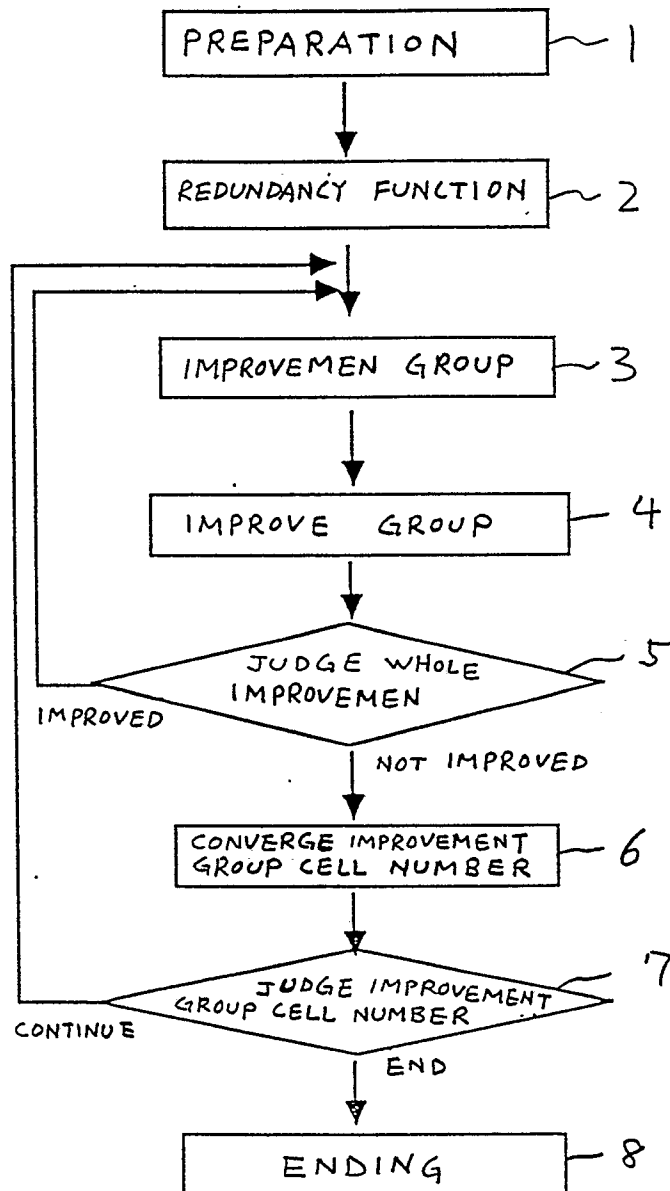 PREPARATION
1
REDUNDANCY FUNCTION
2
IMPROVEMEN GROUP
3
IMPROVE GROUP
4
JUDGE WHOLE
IMPROVEMEN
5
IMPROVED
NOT IMPROVED
CONVERGE IMPROVEMENT
GROUP CELL NUMBER
6
JUDGE IMPROVEMENT
GROUP CELL NUMBER
7
CONTINUE
END
ENDING
8